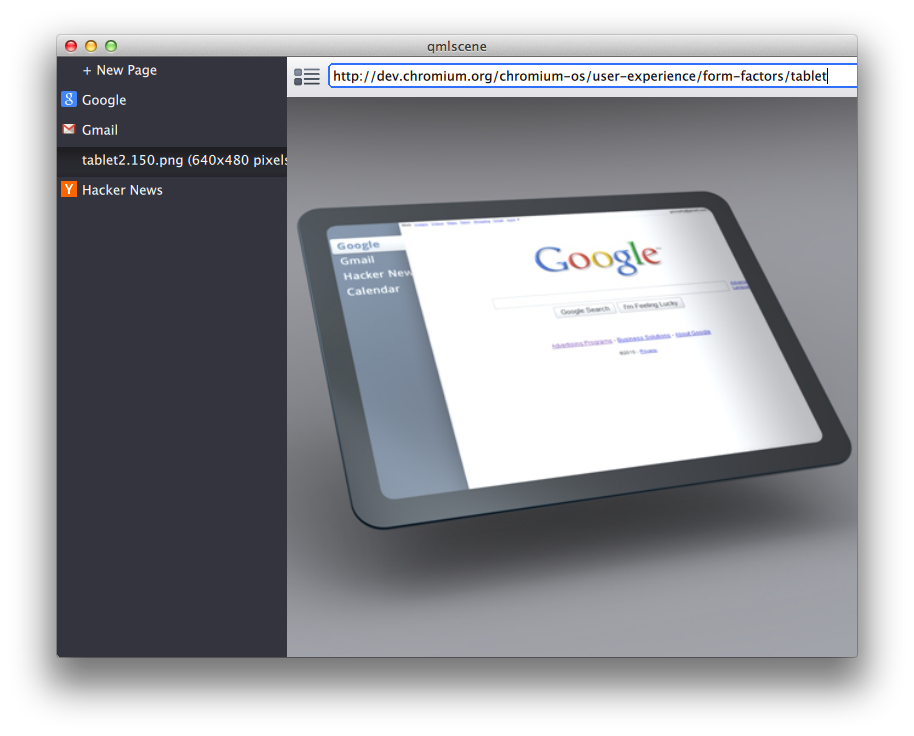 qmlscene
+ New Page
http://dev.chromium.org/chromium-os/user-experience/form-factors/tablet
Google
Gmail
tablet2.150.png (640x480 pixels
Hacker News
Google
Gmail
Hacker New
Calendar
Google
Google Search I'm Feeling Lucky
Advertising Programs - Business Solutions - About Google
©2010 - Privacy